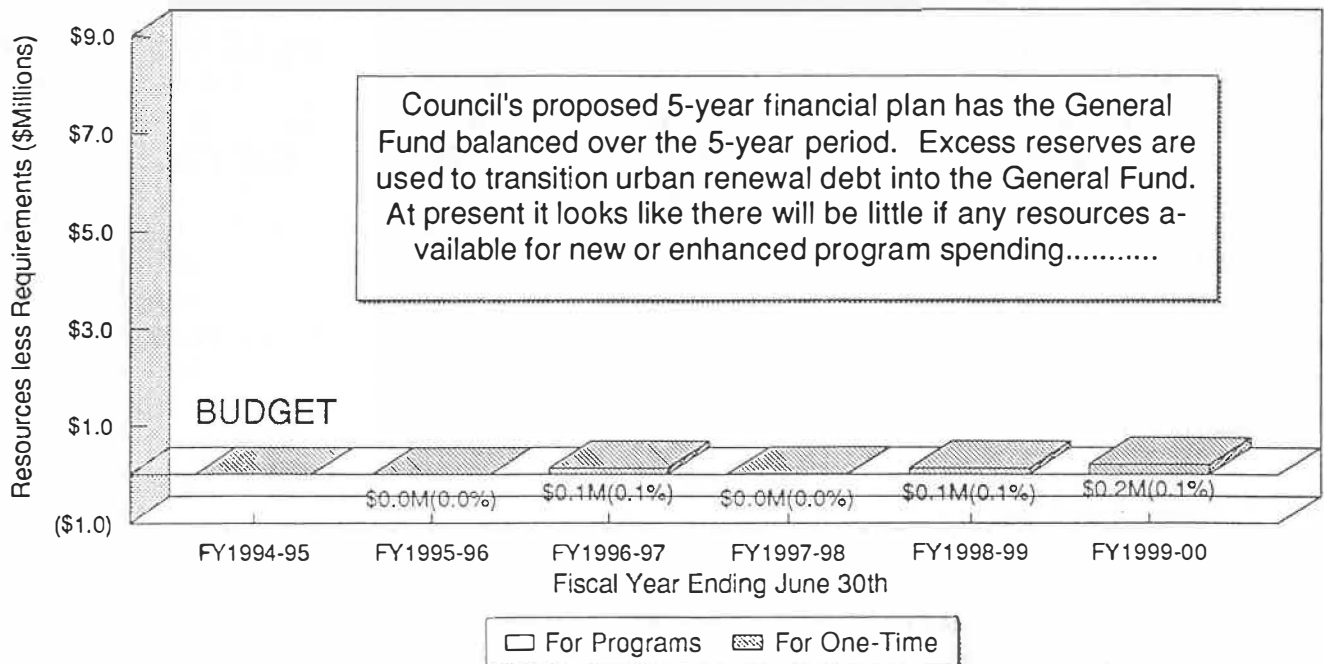 Resources less Requirements ($Millions)
$9.0
$7.0
$5.0
$3.0
$1.0
($1.0)
Council's proposed 5-year financial plan has the General
Fund balanced over the 5-year period. Excess reserves are
used to transition urban renewal debt into the General Fund.
At present it looks like there will be little if any resources a-
vailable for new or enhanced program spending...........
BUDGET
$0.0M(0.0%) $0.1M(0.1%) $0.0M(0.0%) $0.1M(0.1%) $0.2M(0.1%)
FY1994-95 FY1995-96 FY1996-97 FY1997-98 FY1998-99 FY1999-00
Fiscal Year Ending June 30th
For Programs For One-Time